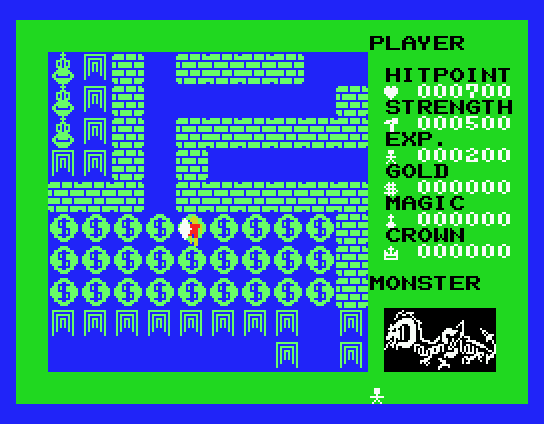 PLAYER
HITPOINT
000700
STRENGTH
000500
EXP.
000200
GOLD
000000
MAGIC
000000
CROWN
000000
MONSTER